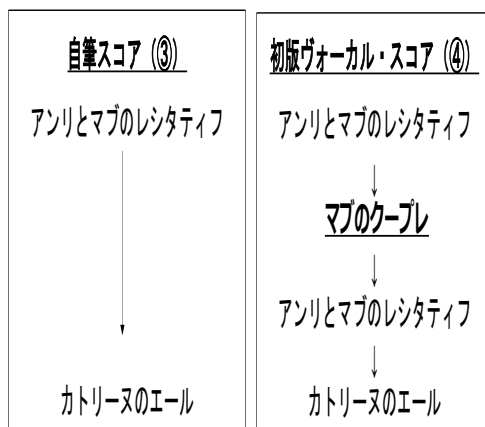 自筆スコア（③）
アンリとマブのレシタティフ
カトリーヌのエール
初版ヴォーカル・スコア（④）
アンリとマブのレシタティフ
マブのクープレ
アンリとマブのレシタティフ
カトリーヌのエール